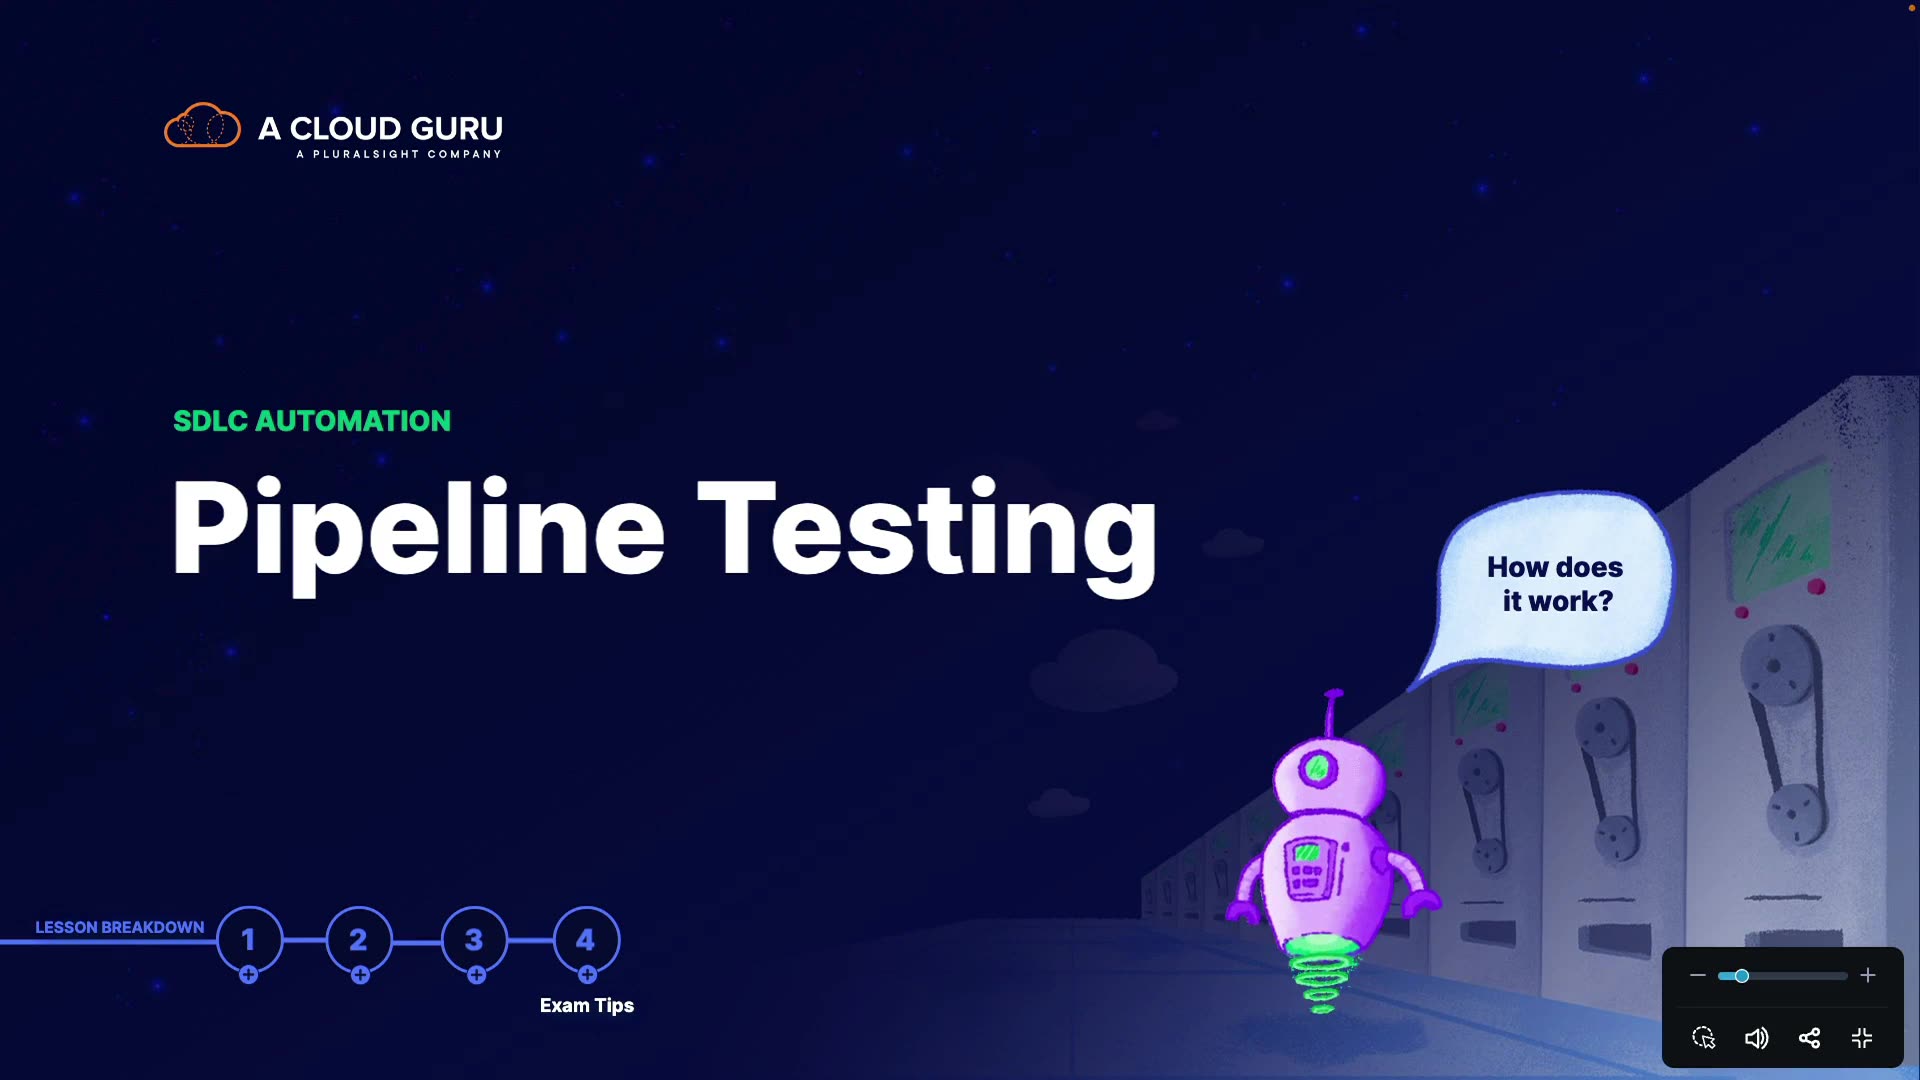 A CLOUD GURU
A PLURALSIGHT COMPANY
SDLC AUTOMATION
Pipeline Testing
How does
it work?
LESSON BREAKDOWN
1
2
3
4
Exam Tips